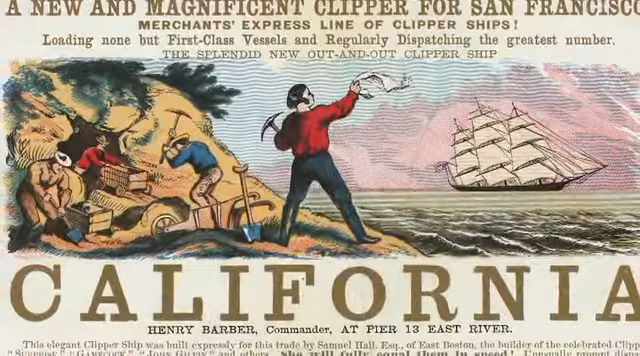 A NEW AND MAGNIFICENT CLIPPER FOR SAN FRANCISCO
MERCHANTS' EXPRESS LINE OF CLIPPER SHIPS!
Loading none but First-Class Vessels and Regularly Dispatching the greatest number.
THE SPLENDID NEW OUT-AND-OUT CLIPPER SHIP
CALIFORNIA
HENRY BARBER, Commander, AT PIER 13 EAST RIVER.
This elegant Clipper Ship was built expressly for this trade by Samuel Hall, Esq., of East Boston, the builder of the celebrated Clipp
"SURPRISE," "GAMECOCK," "JOHN GILPIN," and others. She will fully equal them in speed! Unusually prompt